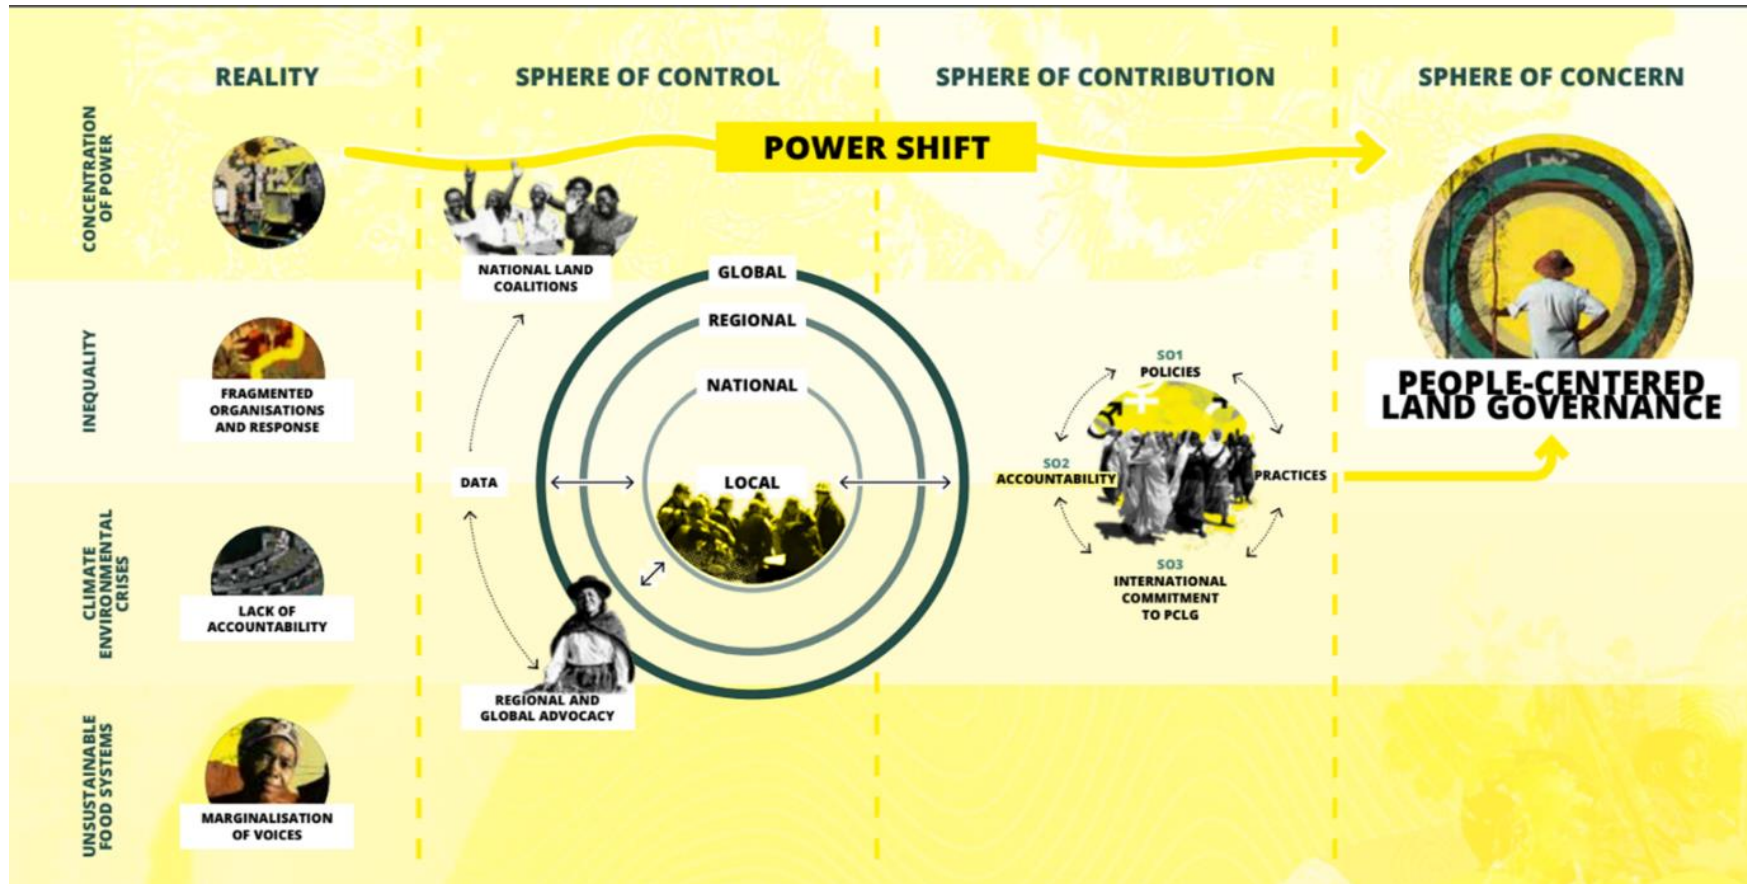 REALITY
SPHERE OF CONTROL
SPHERE OF CONTRIBUTION
SPHERE OF CONCERN
CONCENTRATION
OF POWER
POWER SHIFT
NATIONAL LAND
COALITIONS
GLOBAL
REGIONAL
NATIONAL
LOCAL
INEQUALITY
FRAGMENTED
ORGANISATIONS
AND RESPONSE
DATA
SO1
POLICIES
SO2
ACCOUNTABILITY
PRACTICES
SO3
INTERNATIONAL
COMMITMENT
TO PCLG
PEOPLE-CENTERED
LAND GOVERNANCE
CLIMATE
ENVIRONMENTAL
CRISES
LACK OF
ACCOUNTABILITY
REGIONAL AND
GLOBAL ADVOCACY
UNSUSTAINABLE
FOOD SYSTEMS
MARGINALISATION
OF VOICES